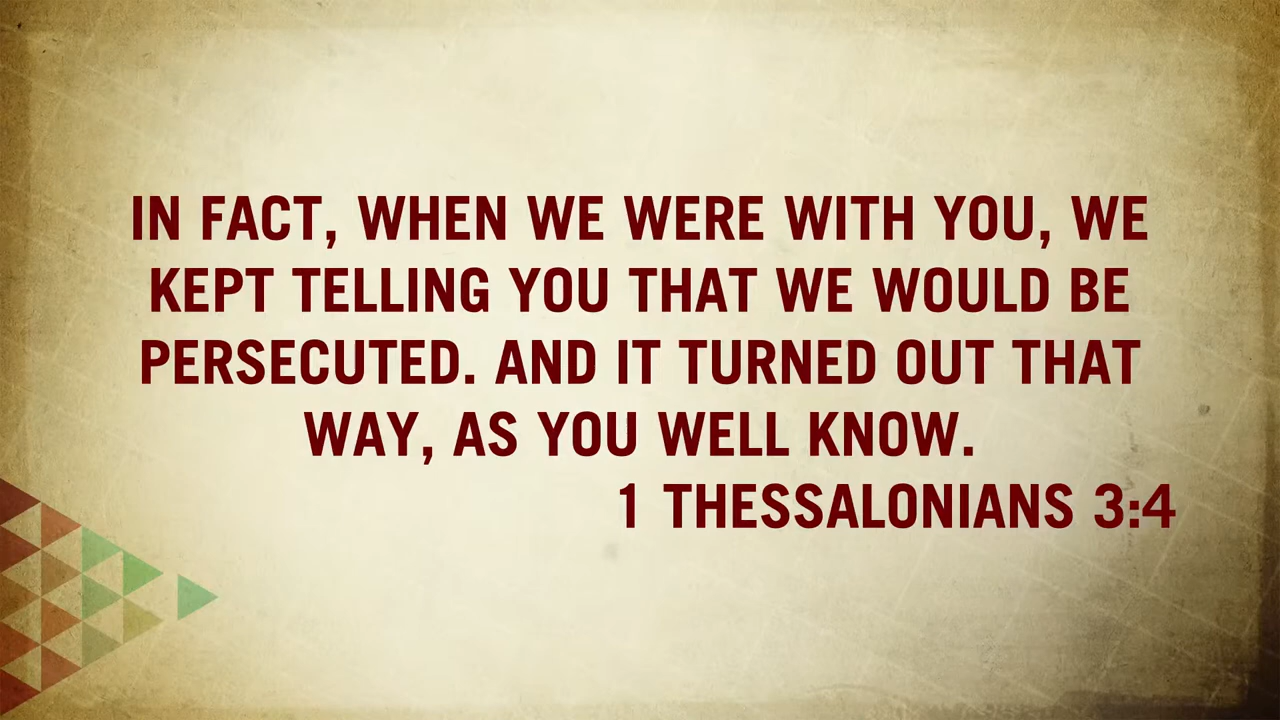 IN FACT, WHEN WE WERE WITH YOU, WE
KEPT TELLING YOU THAT WE WOULD BE
PERSECUTED. AND IT TURNED OUT THAT
WAY, AS YOU WELL KNOW.
1 THESSALONIANS 3:4